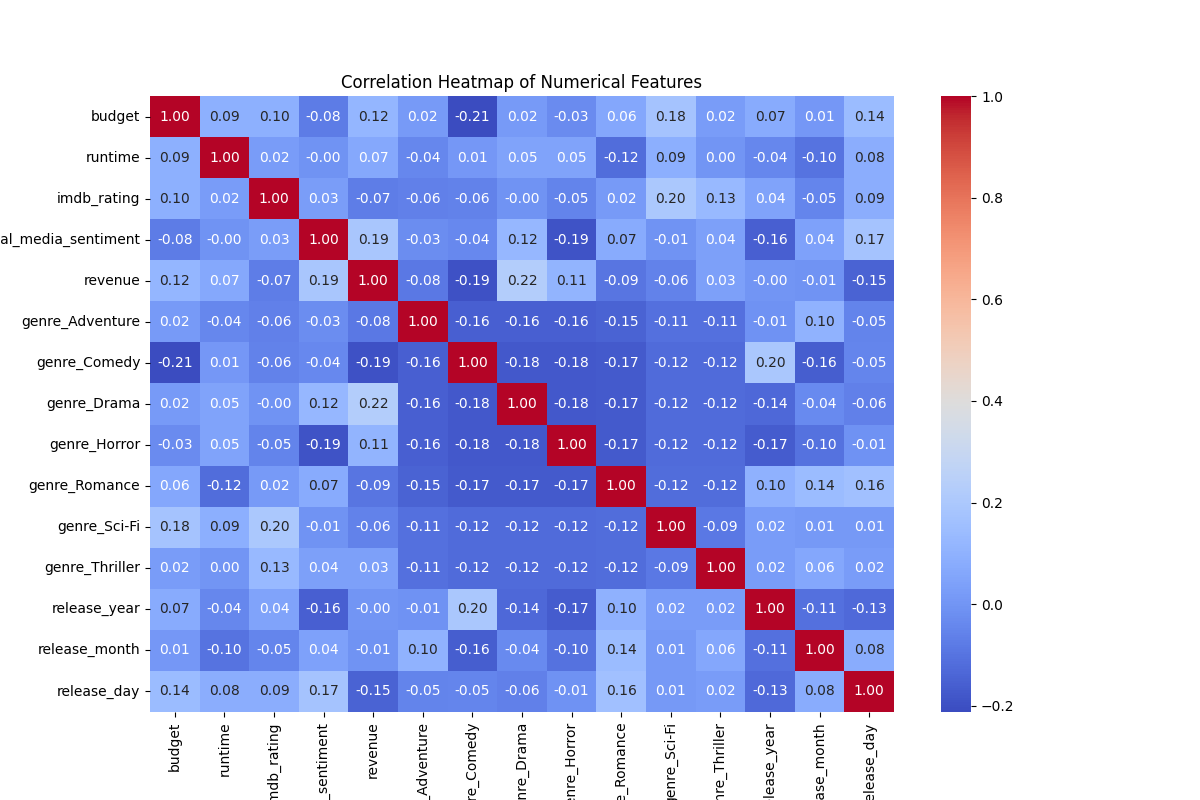 Correlation Heatmap of Numerical Features
budget 1.00 0.09 0.10 -0.08 0.12 0.02 -0.21 0.02 -0.03 0.06 0.18 0.02 0.07 0.01 0.14
runtime 0.09 1.00 0.02 -0.00 0.07 -0.04 0.01 0.05 0.05 -0.12 0.09 0.00 -0.04 -0.10 0.08
imdb_rating 0.10 0.02 1.00 0.03 -0.07 -0.06 -0.06 -0.00 -0.05 0.02 0.20 0.13 0.04 -0.05 0.09
al_media_sentiment -0.08 -0.00 0.03 1.00 0.19 -0.03 -0.04 0.12 -0.19 0.07 -0.01 0.04 -0.16 0.04 0.17
revenue 0.12 0.07 -0.07 0.19 1.00 -0.08 -0.19 0.22 0.11 -0.09 -0.06 0.03 -0.00 -0.01 -0.15
genre_Adventure 0.02 -0.04 -0.06 -0.03 -0.08 1.00 -0.16 -0.16 -0.16 -0.15 -0.11 -0.11 -0.01 0.10 -0.05
genre_Comedy -0.21 0.01 -0.06 -0.04 -0.19 -0.16 1.00 -0.18 -0.18 -0.17 -0.12 -0.12 0.20 -0.16 -0.05
genre_Drama 0.02 0.05 -0.00 0.12 0.22 -0.16 -0.18 1.00 -0.18 -0.17 -0.12 -0.12 -0.14 -0.04 -0.06
genre_Horror -0.03 0.05 -0.05 -0.19 0.11 -0.16 -0.18 -0.18 1.00 -0.17 -0.12 -0.12 -0.17 -0.10 -0.01
genre_Romance 0.06 -0.12 0.02 0.07 -0.09 -0.15 -0.17 -0.17 -0.17 1.00 -0.12 -0.12 0.10 0.14 0.16
genre_Sci-Fi 0.18 0.09 0.20 -0.01 -0.06 -0.11 -0.12 -0.12 -0.12 -0.12 1.00 -0.09 0.02 0.01 0.01
genre_Thriller 0.02 0.00 0.13 0.04 0.03 -0.11 -0.12 -0.12 -0.12 -0.12 -0.09 1.00 0.02 0.06 0.02
release_year 0.07 -0.04 0.04 -0.16 -0.00 -0.01 0.20 -0.14 -0.17 0.10 0.02 0.02 1.00 -0.11 -0.13
release_month 0.01 -0.10 -0.05 0.04 -0.01 0.10 -0.16 -0.04 -0.10 0.14 0.01 0.06 -0.11 1.00 0.08
release_day 0.14 0.08 0.09 0.17 -0.15 -0.05 -0.05 -0.06 -0.01 0.16 0.01 0.02 -0.13 0.08 1.00
budget
runtime
mdb_rating
_sentiment
revenue
_Adventure
re_Comedy
nre_Drama
enre_Horror
e_Romance
genre_Sci-Fi
nre_Thriller
lease_year
ase_month
elease_day
1.0
0.8
0.6
0.4
0.2
0.0
−0.2